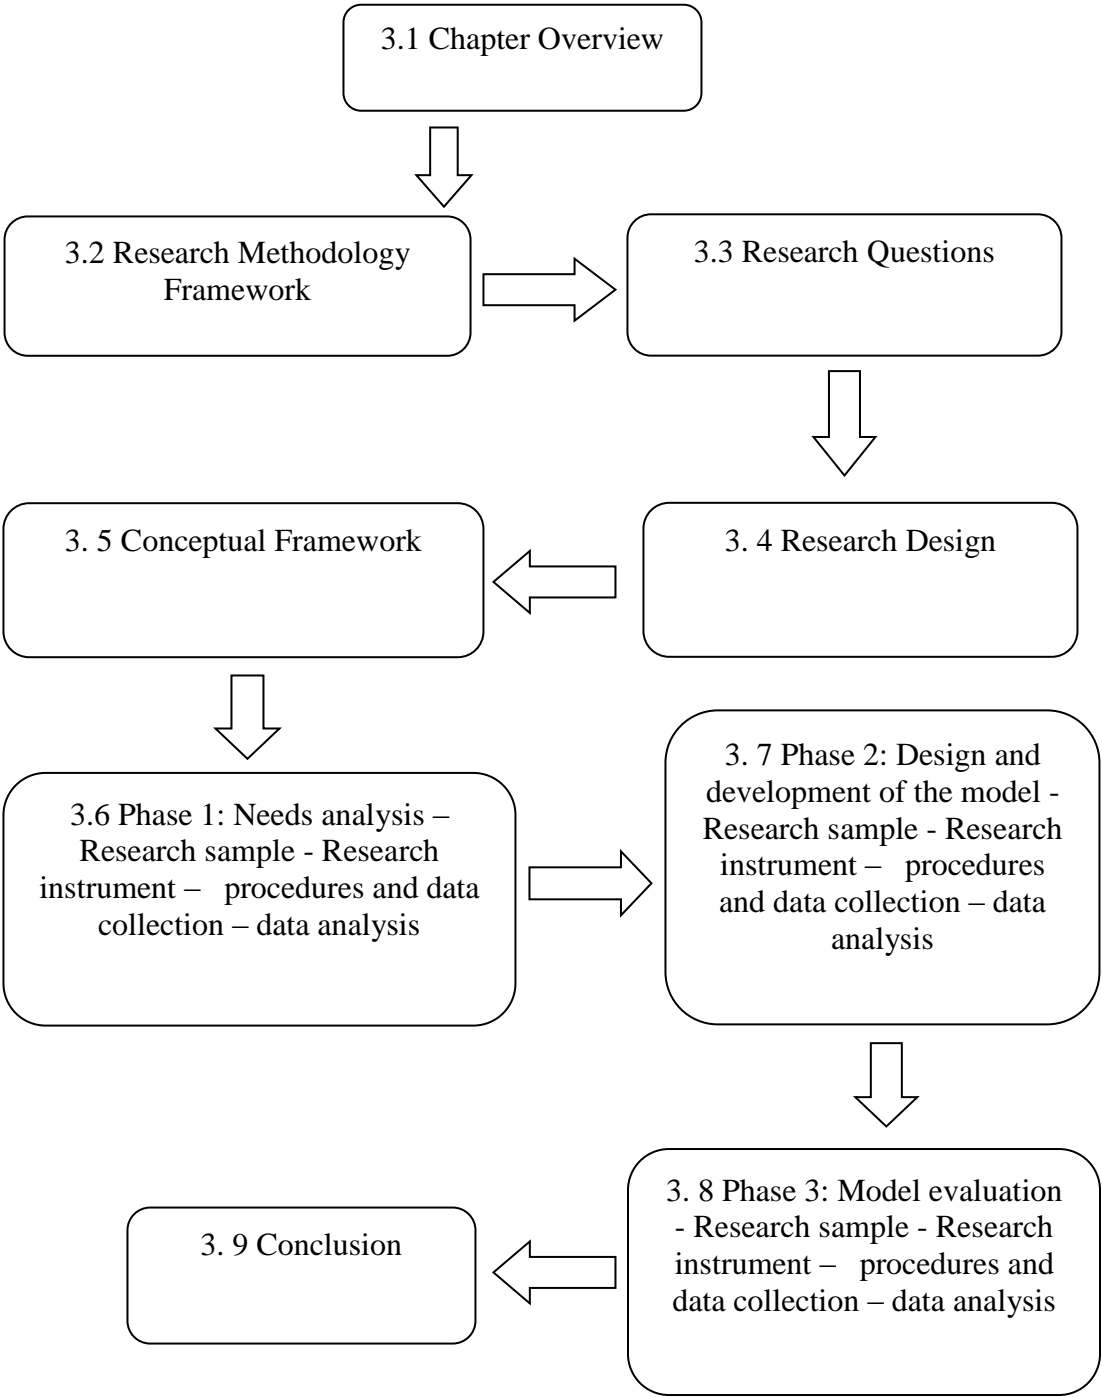 3.1 Chapter Overview
3.2 Research Methodology
Framework
3.3 Research Questions
3. 4 Research Design
3. 5 Conceptual Framework
3.6 Phase 1: Needs analysis –
Research sample - Research
instrument –   procedures and data
collection – data analysis
3. 7 Phase 2: Design and
development of the model -
Research sample - Research
instrument –   procedures
and data collection – data
analysis
3. 8 Phase 3: Model evaluation
- Research sample - Research
instrument –   procedures and
data collection – data analysis
3. 9 Conclusion